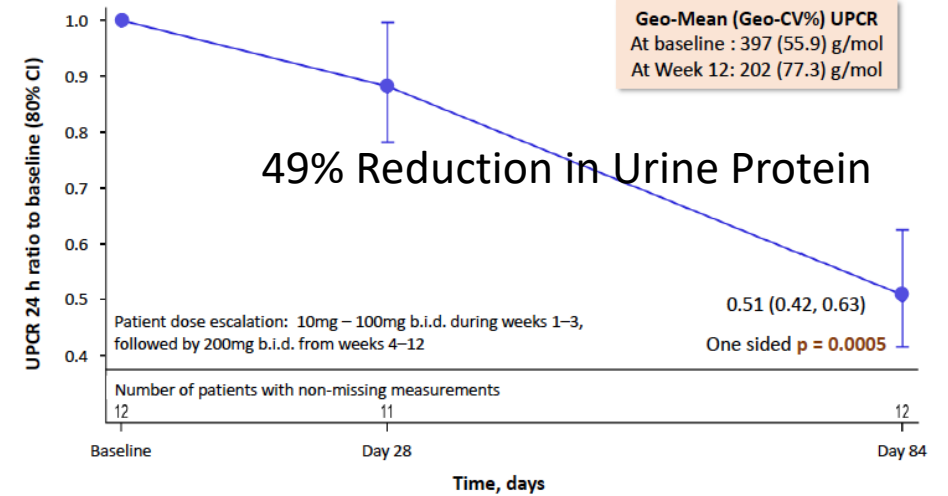 Geo-Mean (Geo-CV%) UPCR
At baseline : 397 (55.9) g/mol
At Week 12: 202 (77.3) g/mol
UPCR 24 h ratio to baseline (80% CI)
1.0
0.9
0.8
0.7
0.6
0.5
0.4
49% Reduction in Urine Protein
0.51 (0.42, 0.63)
One sided p = 0.0005
Patient dose escalation:  10mg – 100mg b.i.d. during weeks 1–3,
followed by 200mg b.i.d. from weeks 4–12
Number of patients with non-missing measurements
12 11 12
Baseline Day 28 Day 84
Time, days